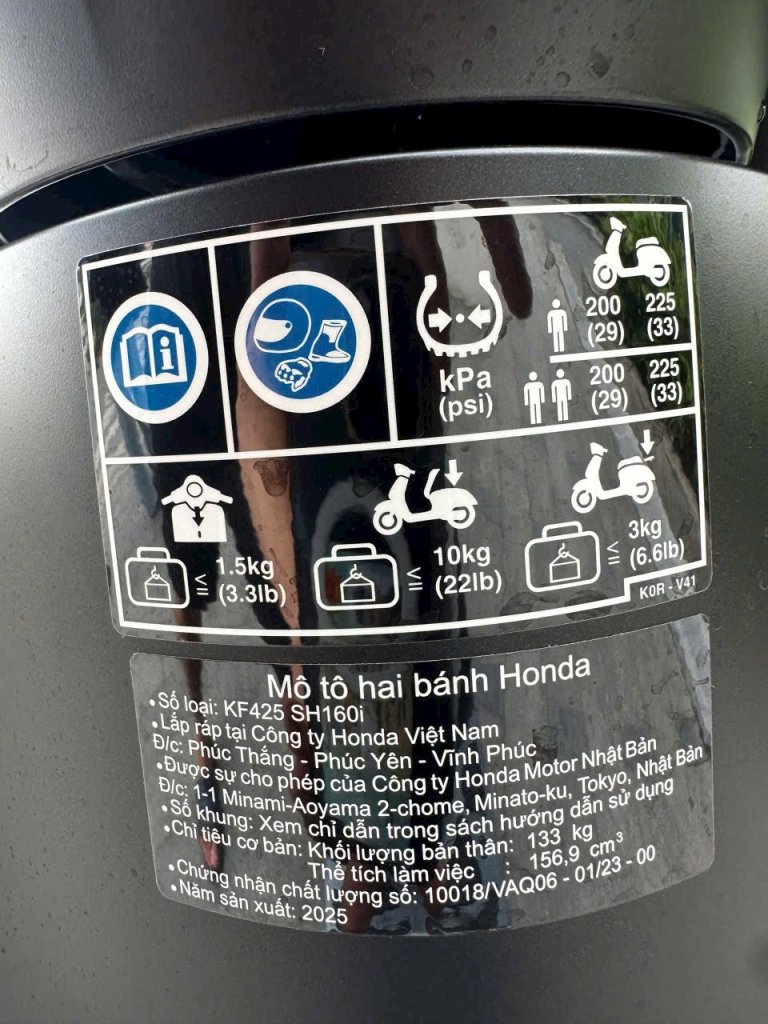 200 225
(29) (33)
kPa 200 225
(psi) (29) (33)
≤ 1.5kg
(3.3lb)
≤ 10kg
(22lb)
≤ 3kg
(6.6lb)
K0R - V41
Mô tô hai bánh Honda
•Số loại: KF425 SH160i
•Lắp ráp tại Công ty Honda Việt Nam
Đ/c: Phúc Thắng - Phúc Yên - Vĩnh Phúc
•Được sự cho phép của Công ty Honda Motor Nhật Bản
Đ/c: 1-1 Minami-Aoyama 2-chome, Minato-ku, Tokyo, Nhật Bản
•Số khung: Xem chỉ dẫn trong sách hướng dẫn sử dụng
•Chỉ tiêu cơ bản: Khối lượng bản thân: 133 kg
Thể tích làm việc : 156,9 cm³
•Chứng nhận chất lượng số: 10018/VAQ06 - 01/23 - 00
•Năm sản xuất: 2025